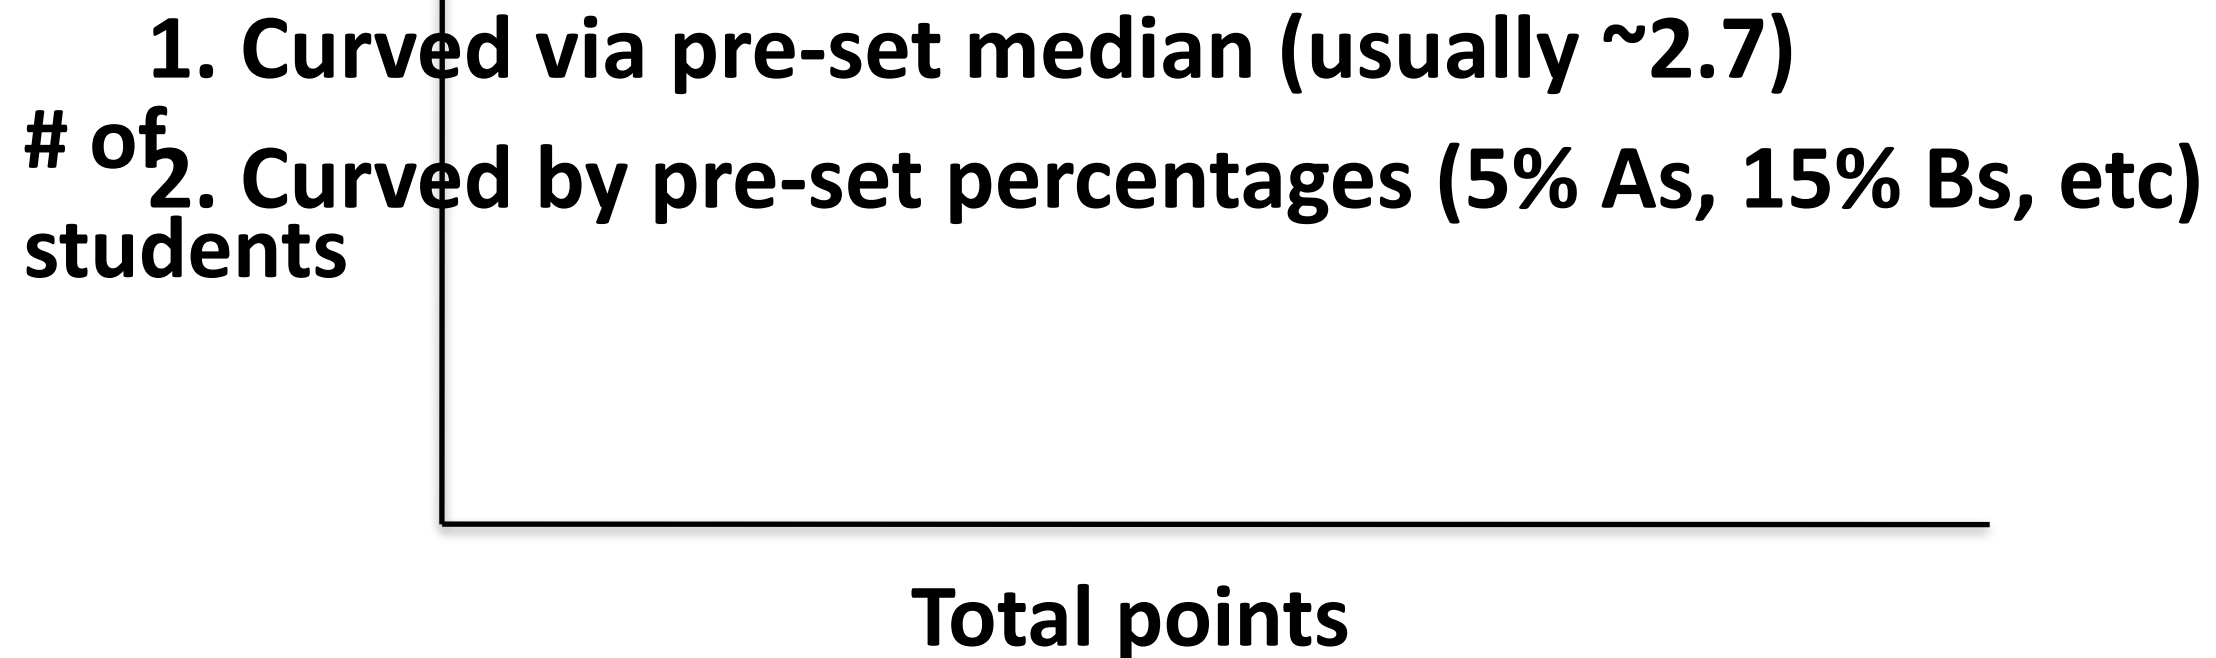 1. Curved via pre-set median (usually ~2.7)
# of
2. Curved by pre-set percentages (5% As, 15% Bs, etc)
students
Total points